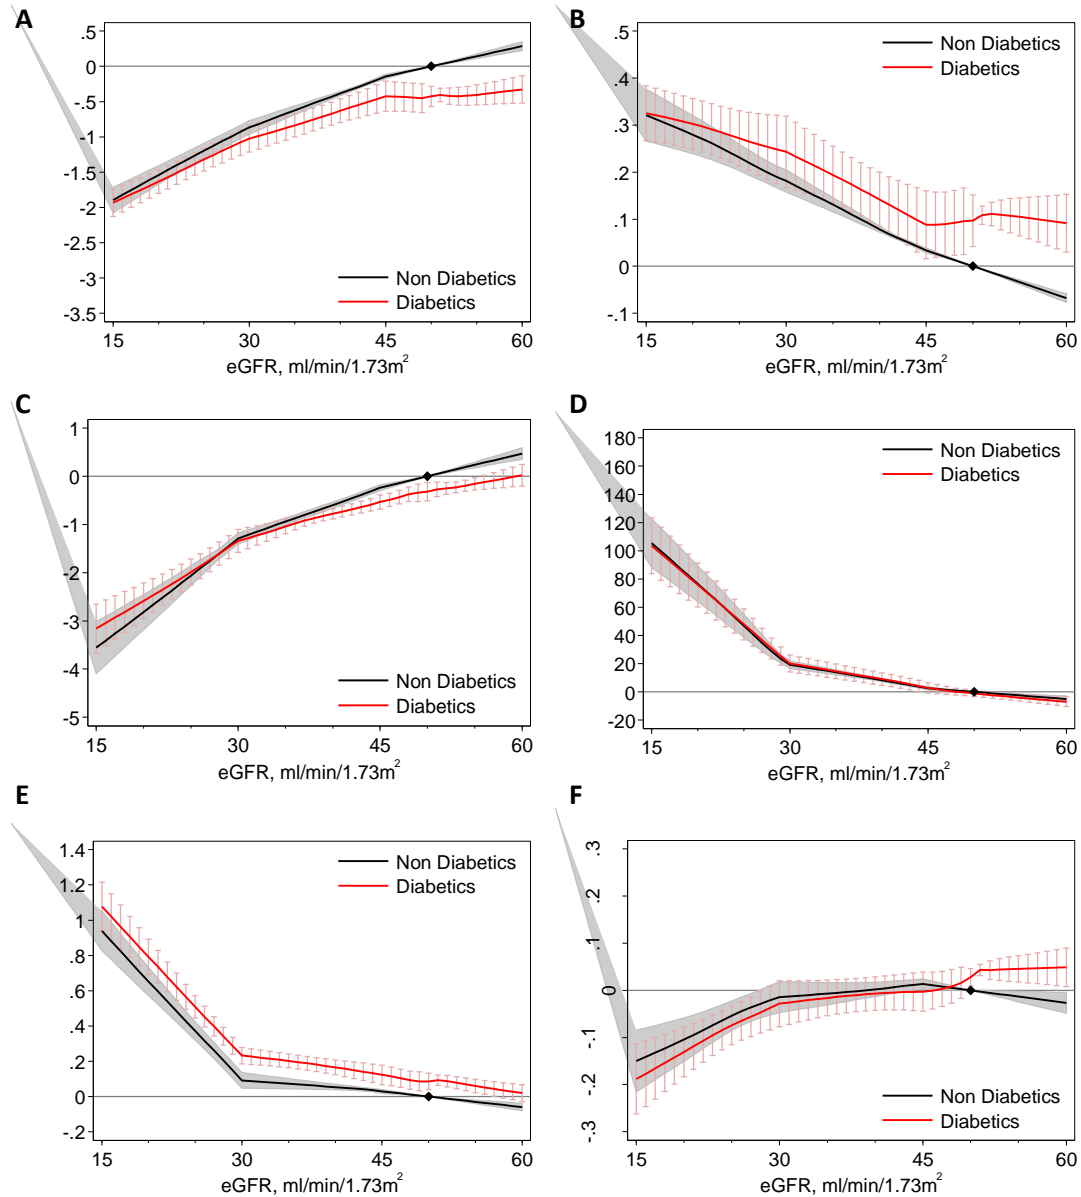 A
.5
0
-.5
-1
-1.5
-2
-2.5
-3
-3.5
Non Diabetics
Diabetics
15 30 45 60
eGFR, ml/min/1.73m²
B
.5
.4
.3
.2
.1
0
-.1
Non Diabetics
Diabetics
15 30 45 60
eGFR, ml/min/1.73m²
C
1
0
-1
-2
-3
-4
-5
Non Diabetics
Diabetics
15 30 45 60
eGFR, ml/min/1.73m²
D
180
160
140
120
100
80
60
40
20
0
-20
Non Diabetics
Diabetics
15 30 45 60
eGFR, ml/min/1.73m²
E
1.4
1.2
1
.8
.6
.4
.2
0
-.2
Non Diabetics
Diabetics
15 30 45 60
eGFR, ml/min/1.73m²
F
.3
.2
.1
0
-.1
-.2
-.3
Non Diabetics
Diabetics
15 30 45 60
eGFR, ml/min/1.73m²